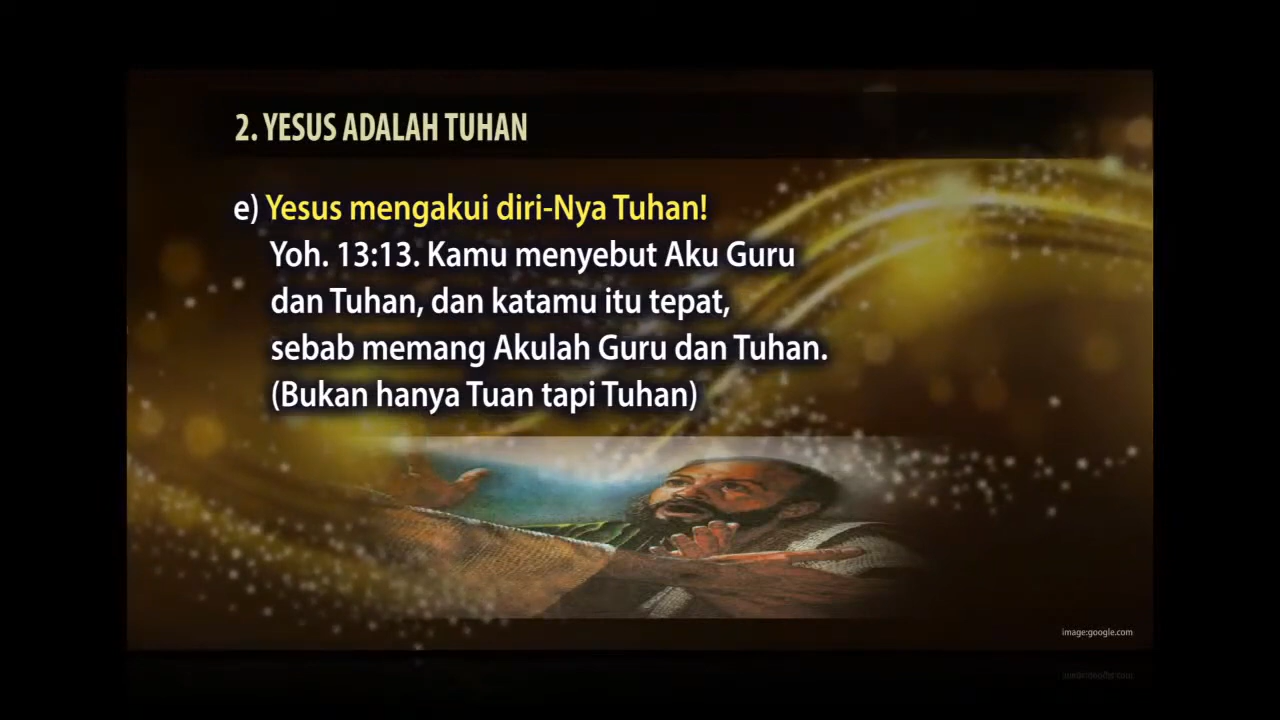 2. YESUS ADALAH TUHAN
e) Yesus mengakui diri-Nya Tuhan!
Yoh. 13:13. Kamu menyebut Aku Guru
dan Tuhan, dan katamu itu tepat,
sebab memang Akulah Guru dan Tuhan.
(Bukan hanya Tuan tapi Tuhan)
image:google.com